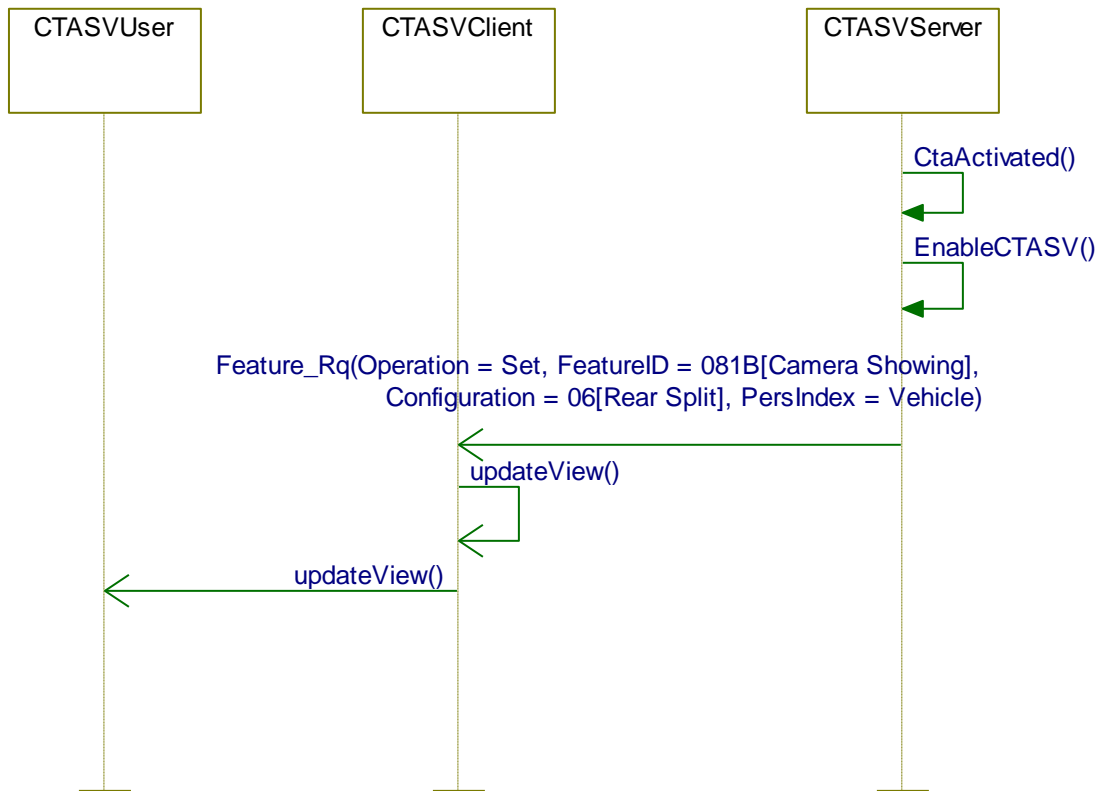 CTASVUser
CTASVClient
CTASVServer
CtaActivated()
EnableCTASV()
Feature_Rq(Operation = Set, FeatureID = 081B[Camera Showing],
Configuration = 06[Rear Split], PersIndex = Vehicle)
updateView()
updateView()